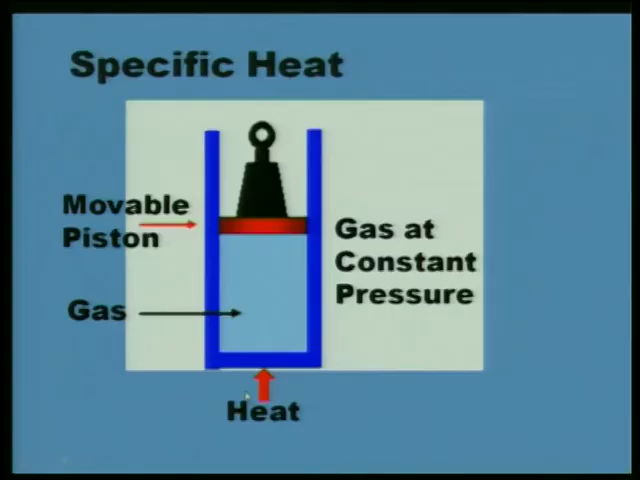 Specific Heat
Movable
Piston
Gas at
Constant
Pressure
Gas
Heat